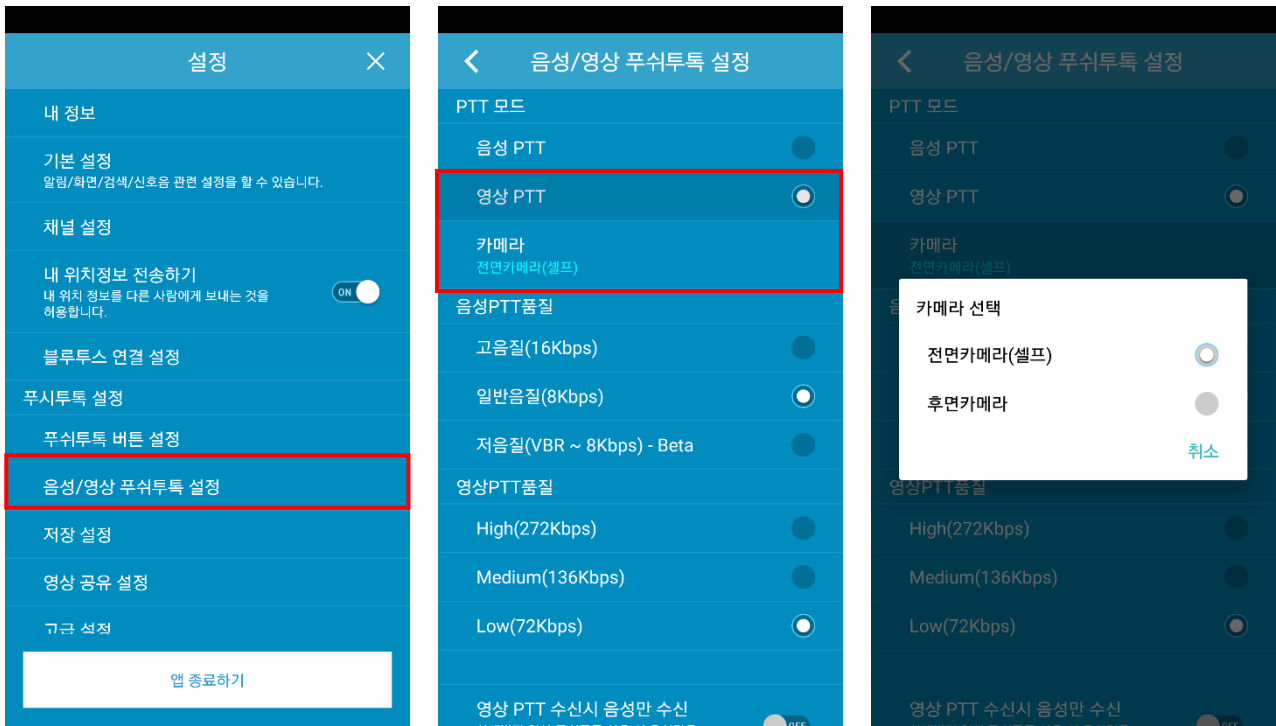 설정
내 정보
기본 설정
알림/화면/검색/신호음 관련 설정을 할 수 있습니다.
채널 설정
내 위치정보 전송하기
내 위치 정보를 다른 사람에게 보내는 것을
허용합니다.
ON
블루투스 연결 설정
푸시투톡 설정
푸쉬투톡 버튼 설정
음성/영상 푸쉬투톡 설정
저장 설정
영상 공유 설정
고급 설정
앱 종료하기
음성/영상 푸쉬투톡 설정
PTT 모드
음성 PTT
영상 PTT
카메라
전면카메라(셀프)
음성PTT품질
고음질(16Kbps)
일반음질(8Kbps)
저음질(VBR ~ 8Kbps) - Beta
영상PTT품질
High(272Kbps)
Medium(136Kbps)
Low(72Kbps)
영상 PTT 수신시 음성만 수신
OFF
음성/영상 푸쉬투톡 설정
PTT 모드
음성 PTT
영상 PTT
카메라
전면카메라(셀프)
음
카메라 선택
전면카메라(셀프)
후면카메라
취소
영상PTT품질
High(272Kbps)
Medium(136Kbps)
Low(72Kbps)
영상 PTT 수신시 음성만 수신
OFF